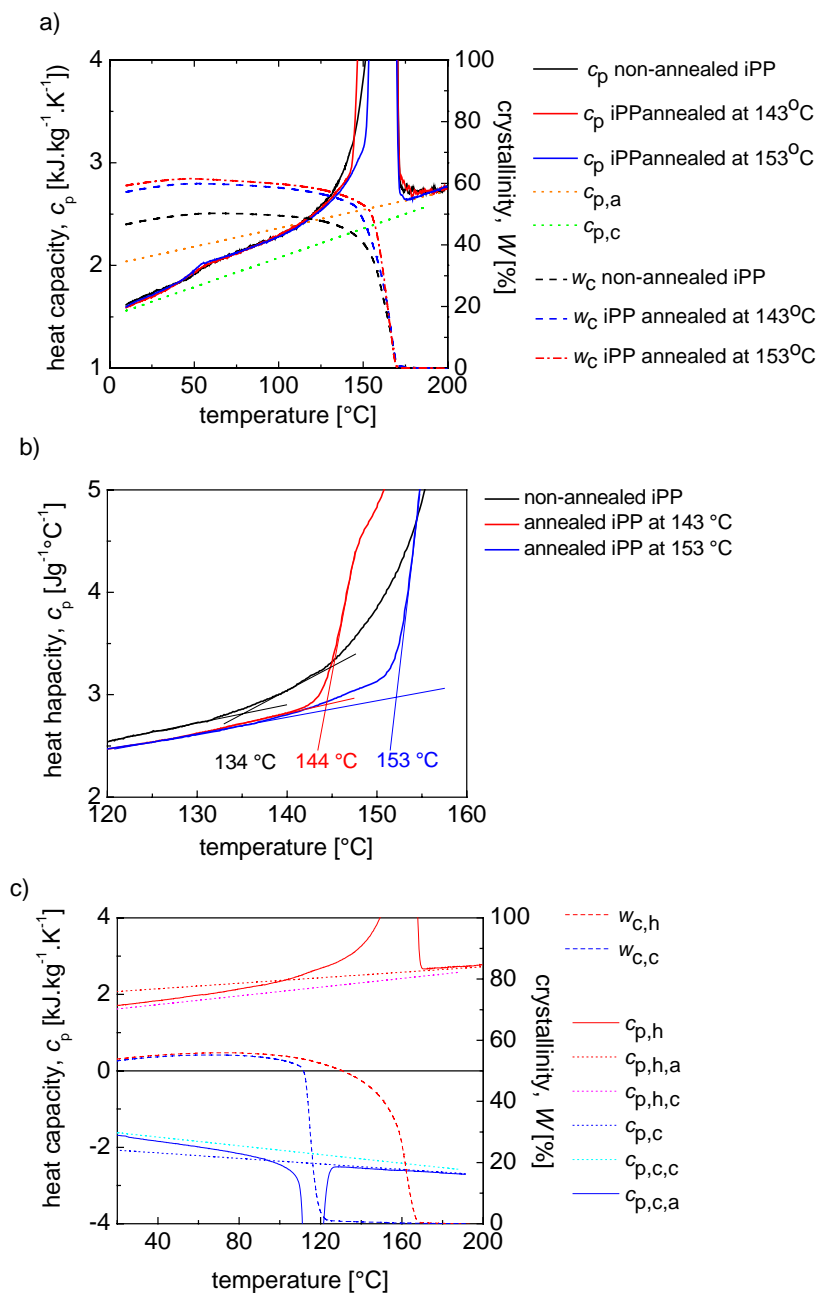 a)
4
3
2
1
heat capacity, cp [kJ.kg-1.K-1])
0
50
100
150
200
temperature [°C]
100
80
60
40
20
0
crystallinity, W [%]
cp non-annealed iPP
cp iPPannealed at 143OC
cp iPPannealed at 153OC
cp,a
cp,c
wc non-annealed iPP
wc iPP annealed at 143OC
wc iPP annealed at 153OC
b)
5
4
3
2
heat hapacity, cp [Jg-1°C-1]
134 °C
144 °C
153 °C
120
130
140
150
160
temperature [°C]
non-annealed iPP
annealed iPP at 143 °C
annealed iPP at 153 °C
c)
4
2
0
-2
-4
heat capacity, cp [kJ.kg-1.K-1]
40
80
120
160
200
temperature [°C]
100
80
60
40
20
0
crystallinity, W [%]
wc,h
wc,c
cp,h
cp,h,a
cp,h,c
cp,c
cp,c,c
cp,c,a